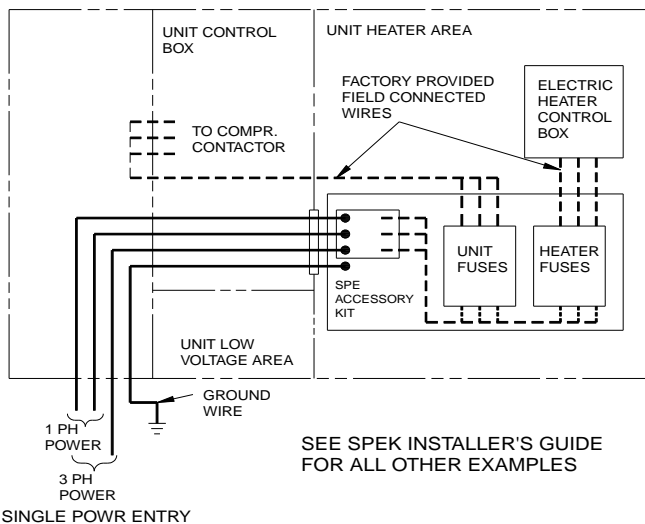 UNIT CONTROL
BOX
UNIT HEATER AREA
FACTORY PROVIDED
FIELD CONNECTED
WIRES
ELECTRIC
HEATER
CONTROL
BOX
TO COMPR.
CONTACTOR
UNIT
FUSES
HEATER
FUSES
SPE
ACCESSORY
KIT
UNIT LOW
VOLTAGE AREA
GROUND
WIRE
1 PH
POWER
3 PH
POWER
SEE SPEK INSTALLER'S GUIDE
FOR ALL OTHER EXAMPLES
SINGLE POWR ENTRY